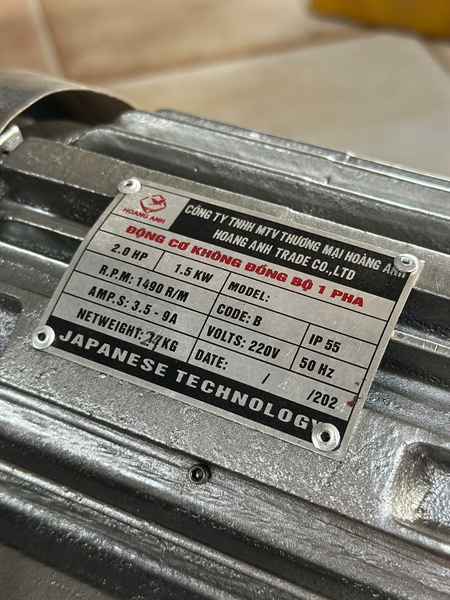 HOANG ANH
CÔNG TY TNHH MTV THƯƠNG MẠI HOÀNG ANH
HOANG ANH TRADE CO.,LTD
ĐỘNG CƠ KHÔNG ĐỒNG BỘ 1 PHA
2.0 HP 1.5 KW MODEL:
R.P.M: 1490 R/M CODE: B IP 55
AMP.S: 3.5 - 9A VOLTS: 220V 50 Hz
NETWEIGHT: KG DATE: / 4 /202
JAPANESE TECHNOLOGY